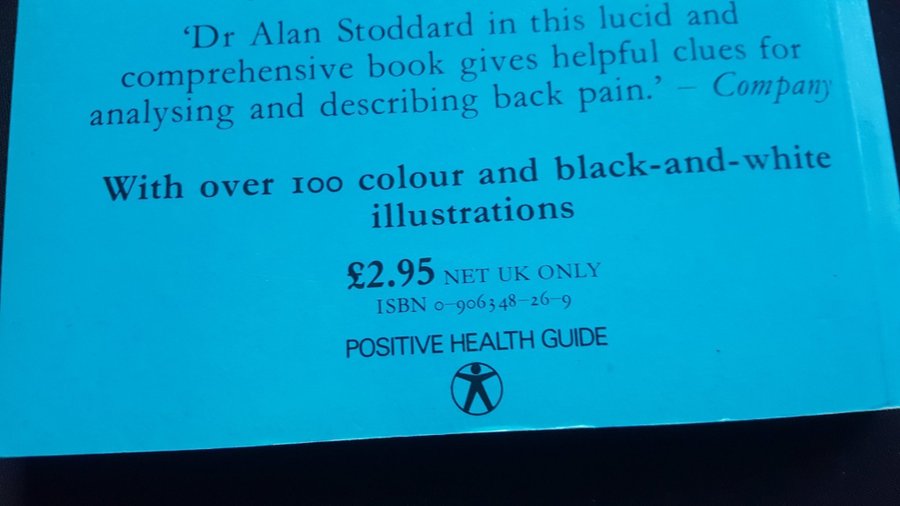 ‘Dr Alan Stoddard in this lucid and
comprehensive book gives helpful clues for
analysing and describing back pain.’ – Company
With over 100 colour and black-and-white
illustrations
£2.95 NET UK ONLY
ISBN 0–906348–26–9
POSITIVE HEALTH GUIDE